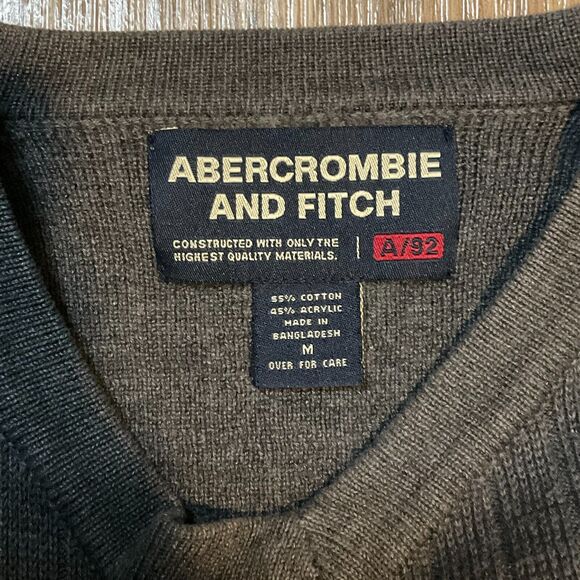 ABERCROMBIE
AND FITCH
CONSTRUCTED WITH ONLY THE
HIGHEST QUALITY MATERIALS.
A/92
55% COTTON
45% ACRYLIC
MADE IN
BANGLADESH
M
OVER FOR CARE